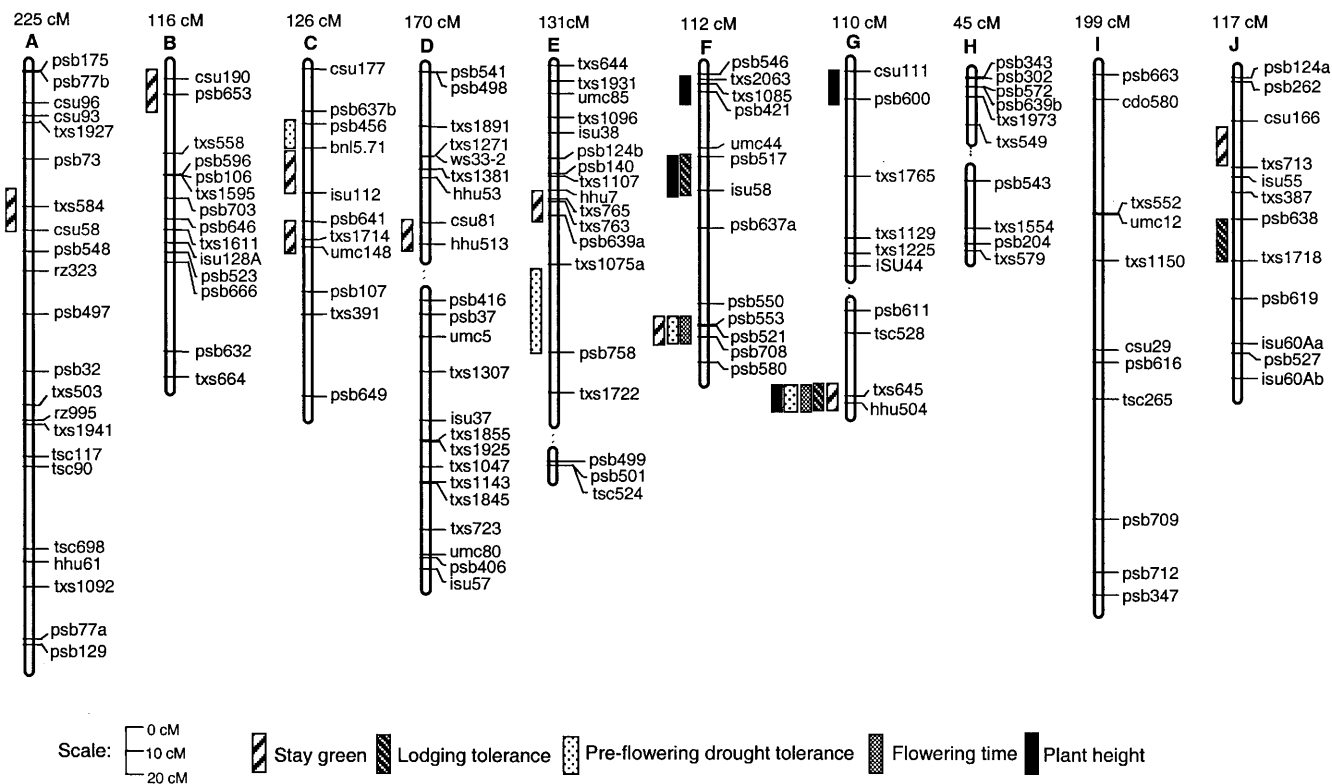 225 cM
A
psb175
psb77b
csu96
csu93
txs1927
psb73
txs584
csu58
psb548
rz323
psb497
psb32
txs503
rz995
txs1941
tsc117
tsc90
tsc698
hhu61
txs1092
psb77a
psb129
116 cM
B
csu190
psb653
txs558
psb596
psb106
txs1595
psb703
psb646
txs1611
isu128A
psb523
psb666
psb632
txs664
126 cM
C
csu177
psb637b
psb456
bnl5.71
isu112
psb641
txs1714
umc148
psb107
txs391
psb649
170 cM
D
psb541
psb498
txs1891
txs1271
ws33-2
txs1381
hhu53
csu81
hhu513
psb416
psb37
umc5
txs1307
isu37
txs1855
txs1925
txs1047
txs1143
txs1845
txs723
umc80
psb406
isu57
131cM
E
txs644
txs1931
umc85
txs1096
isu38
psb124b
psb140
txs1107
hhu7
txs765
txs763
psb639a
txs1075a
psb758
txs1722
psb499
psb501
tsc524
112 cM
F
psb546
txs2063
txs1085
psb421
umc44
psb517
isu58
psb637a
psb550
psb553
psb521
psb708
psb580
110 cM
G
csu111
psb600
txs1765
txs1129
txs1225
ISU44
psb611
tsc528
txs645
hhu504
45 cM
H
psb343
psb302
psb572
psb639b
txs1973
txs549
psb543
txs1554
psb204
txs579
199 cM
I
psb663
cdo580
txs552
umc12
txs1150
csu29
psb616
tsc265
psb709
psb712
psb347
117 cM
J
psb124a
psb262
csu166
txs713
isu55
txs387
psb638
txs1718
psb619
isu60Aa
psb527
isu60Ab
Scale:
0 cM
10 cM
20 cM
Stay green
Lodging tolerance
Pre-flowering drought tolerance
Flowering time
Plant height